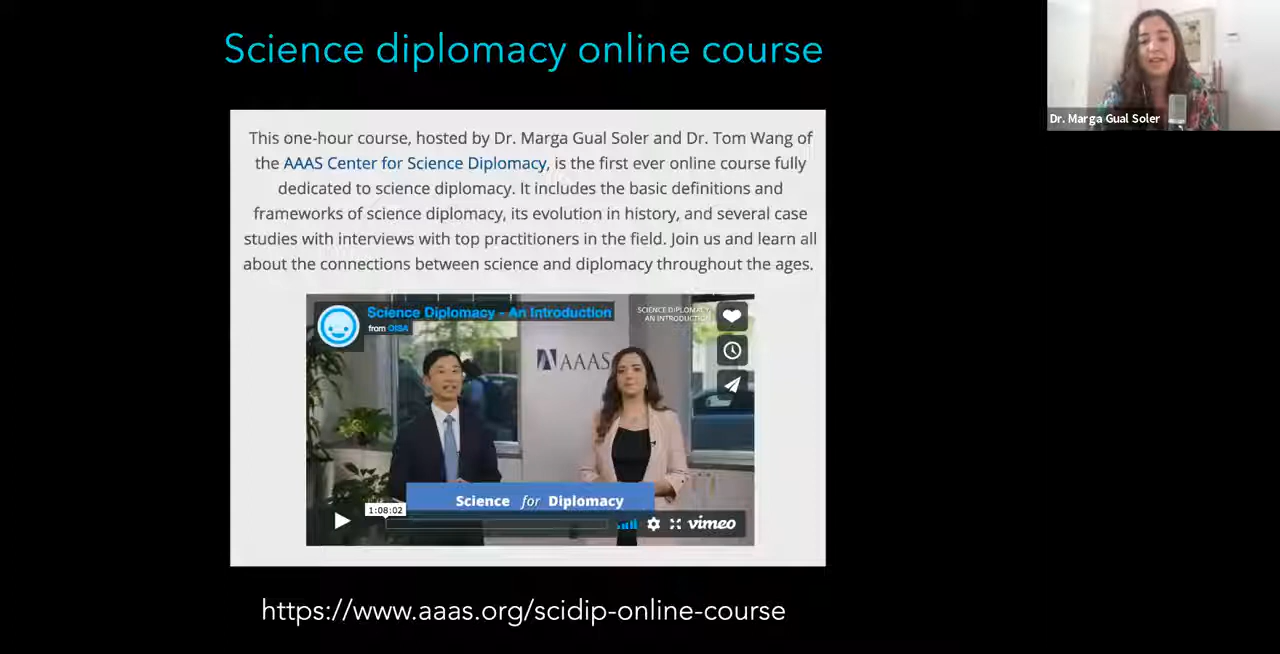 Science diplomacy online course
Dr. Marga Gual Soler
This one-hour course, hosted by Dr. Marga Gual Soler and Dr. Tom Wang of
the AAAS Center for Science Diplomacy, is the first ever online course fully
dedicated to science diplomacy. It includes the basic definitions and
frameworks of science diplomacy, its evolution in history, and several case
studies with interviews with top practitioners in the field. Join us and learn all
about the connections between science and diplomacy throughout the ages.
Science Diplomacy - An Introduction
from OISA
SCIENCE DIPLOMACY
AN INTRODUCTION
AAAS
Science for Diplomacy
1:08:02
vimeo
https://www.aaas.org/scidip-online-course